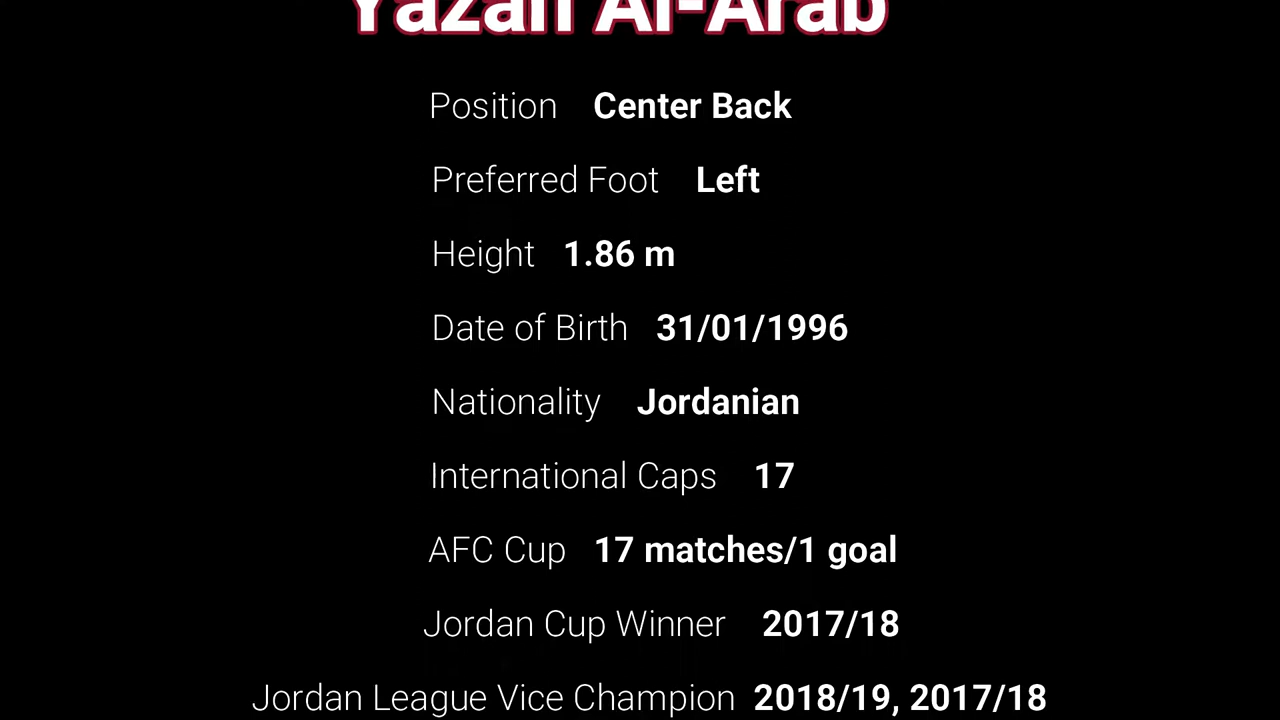 Yazan Al-Arab
Position Center Back
Preferred Foot Left
Height 1.86 m
Date of Birth 31/01/1996
Nationality Jordanian
International Caps 17
AFC Cup 17 matches/1 goal
Jordan Cup Winner 2017/18
Jordan League Vice Champion 2018/19, 2017/18